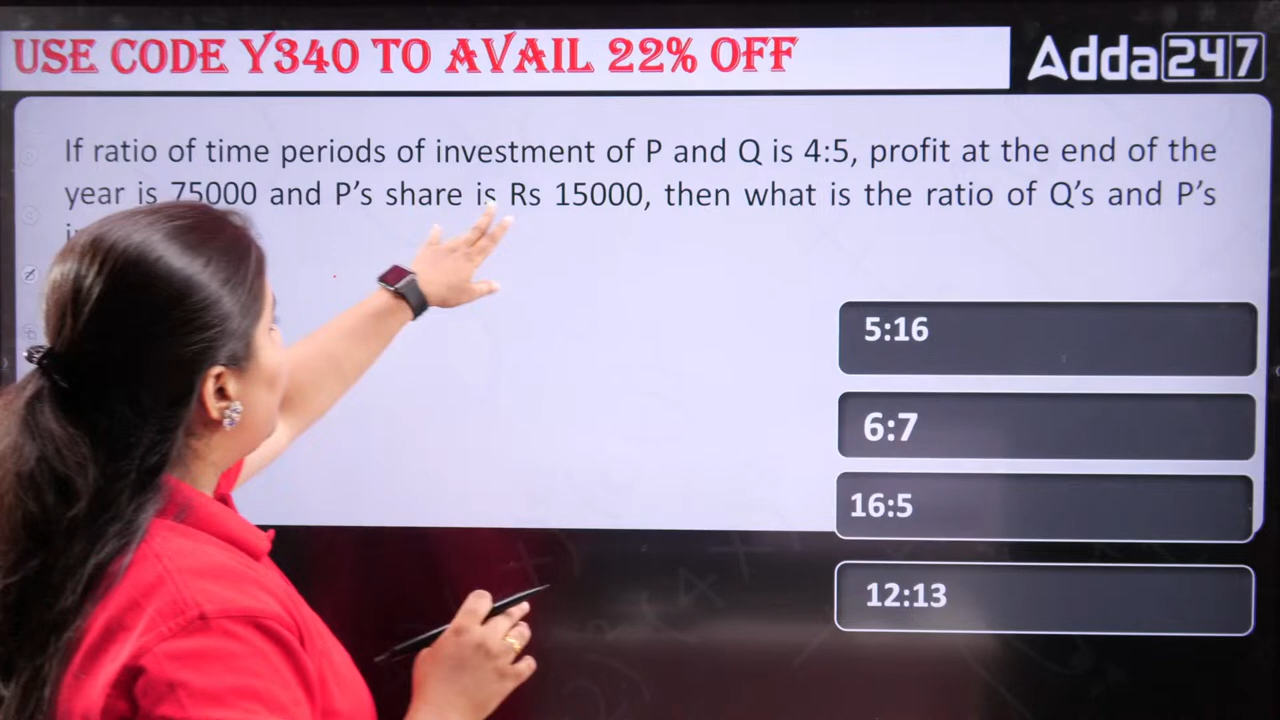 USE CODE Y340 TO AVAIL 22% OFF
Adda247
If ratio of time periods of investment of P and Q is 4:5, profit at the end of the
year is 75000 and P's share is Rs 15000, then what is the ratio of Q's and P's
5:16
6:7
16:5
12:13